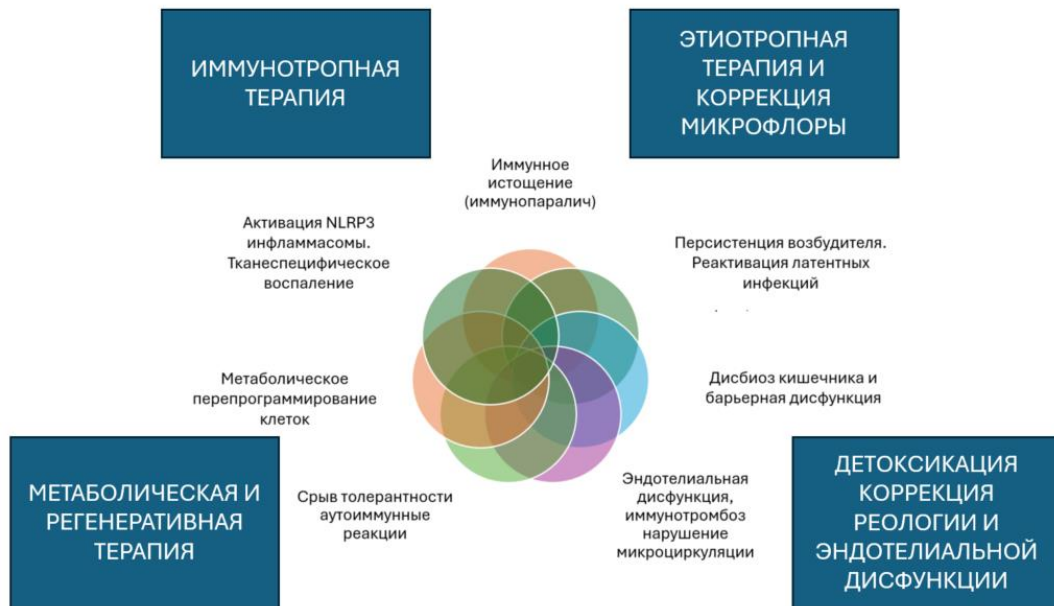 ИММУНОТРОПНАЯ
ТЕРАПИЯ
ЭТИОТРОПНАЯ
ТЕРАПИЯ И
КОРРЕКЦИЯ
МИКРОФЛОРЫ
Иммунное
истощение
(иммунопаралич)
Активация NLRP3
инфламмасомы.
Тканеспецифическое
воспаление
Персистенция возбудителя.
Реактивация латентных
инфекций
Метаболическое
перепрограммирование
клеток
Дисбиоз кишечника и
барьерная дисфункция
Срыв толерантности
аутоиммунные
реакции
Эндотелиальная
дисфункция,
иммунотромбоз
нарушение
микроциркуляции
МЕТАБОЛИЧЕСКАЯ И
РЕГЕНЕРАТИВНАЯ
ТЕРАПИЯ
ДЕТОКСИКАЦИЯ
КОРРЕКЦИЯ
РЕОЛОГИИ И
ЭНДОТЕЛИАЛЬНОЙ
ДИСФУНКЦИИ